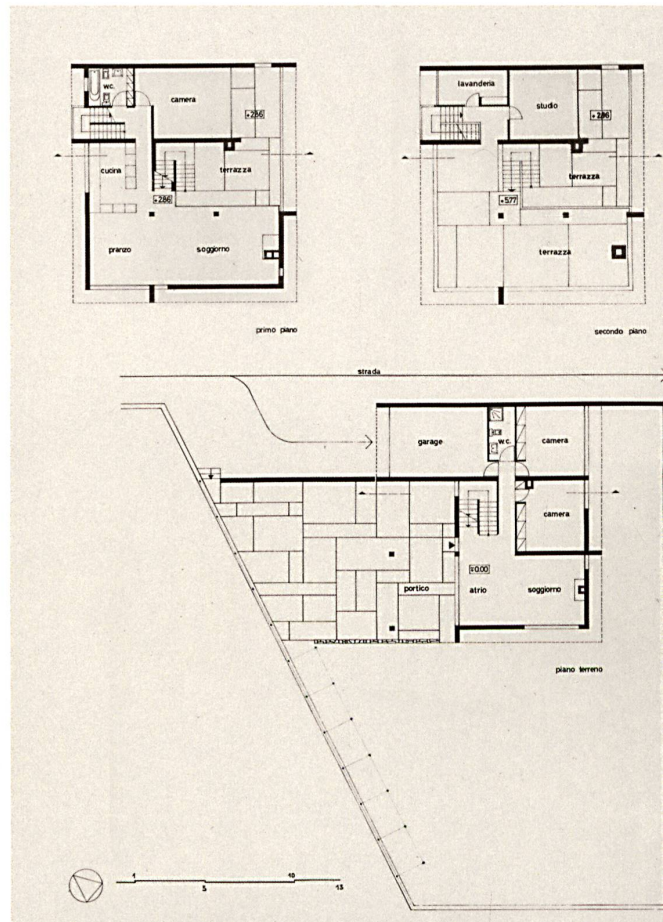 w.c.
camera
+2.86
cucina
terrazza
+2.86
pranzo
soggiorno
primo piano
lavanderia
studio
+2.86
terrazza
+5.77
terrazza
secondo piano
strada
garage
w.c.
camera
camera
±0.00
portico
atrio
soggiorno
piano terreno
1
5
10
15